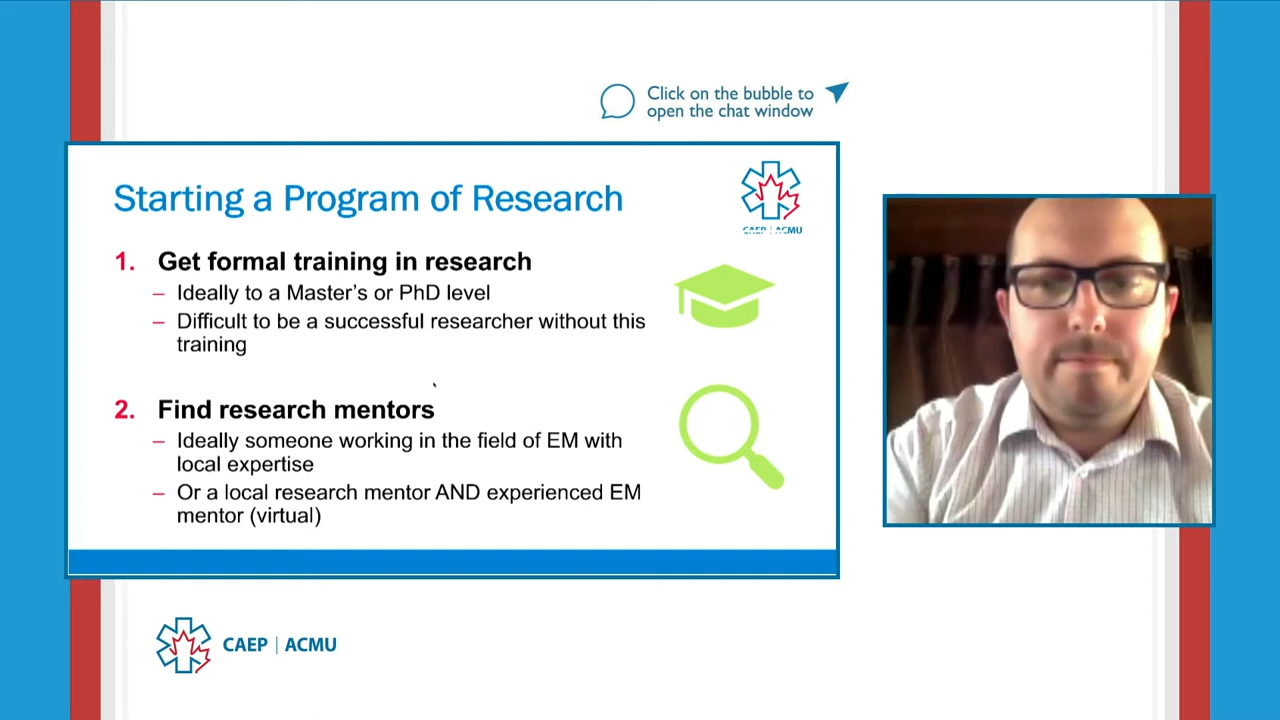 Click on the bubble to
open the chat window
Starting a Program of Research
CAEP | ACMU
1. Get formal training in research
– Ideally to a Master’s or PhD level
– Difficult to be a successful researcher without this
training
2. Find research mentors
– Ideally someone working in the field of EM with
local expertise
– Or a local research mentor AND experienced EM
mentor (virtual)
CAEP | ACMU